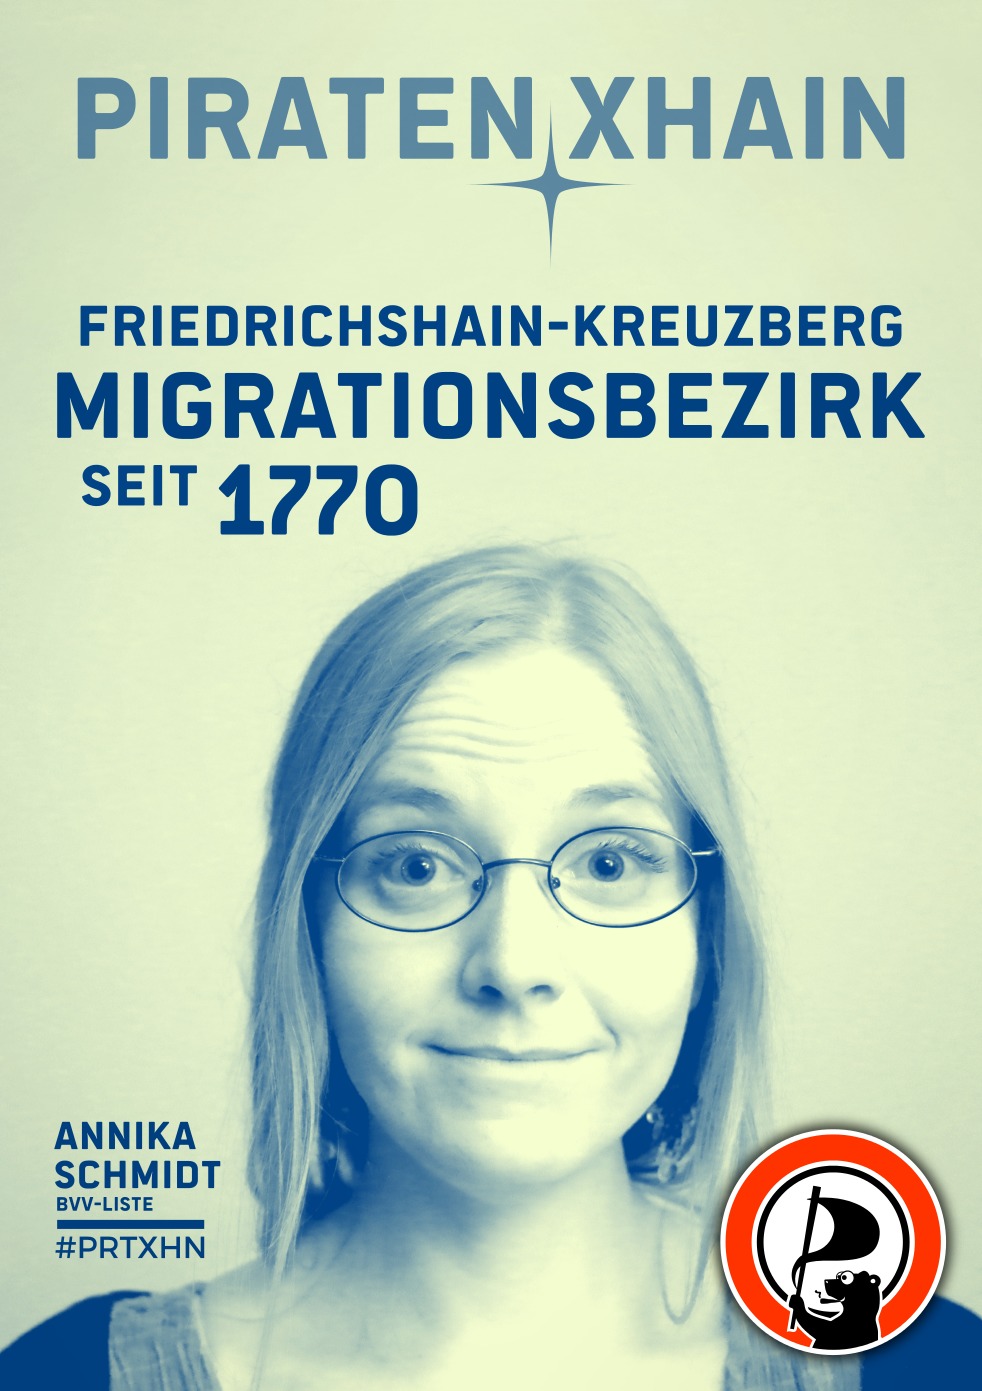 PIRATEN XHAIN
FRIEDRICHSHAIN-KREUZBERG
MIGRATIONSBEZIRK
SEIT 1770
ANNIKA
SCHMIDT
BVV-LISTE
#PRTXHN